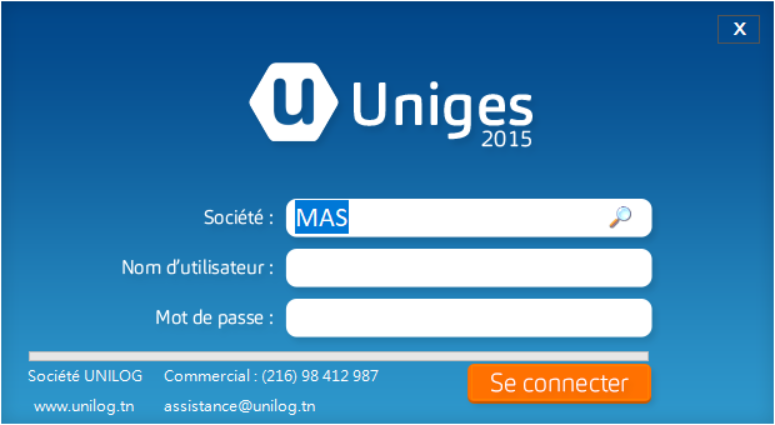 X
u Uniges
2015
Société : MAS
Nom d'utilisateur :
Mot de passe :
Société UNILOG Commercial : (216) 98 412 987
Se connecter
www.unilog.tn assistance@unilog.tn